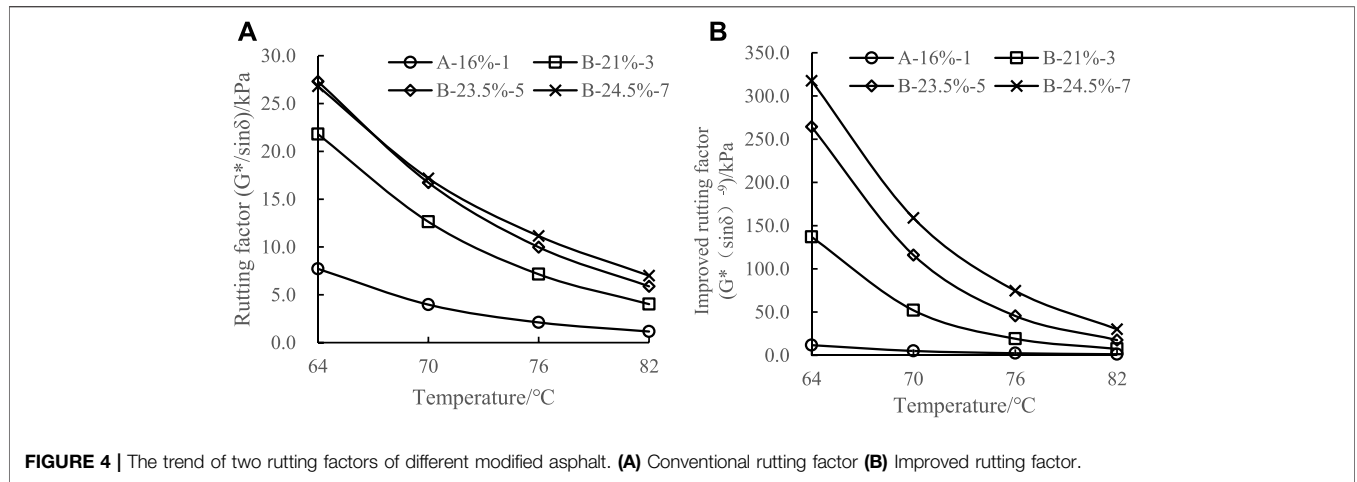 A
30.0
25.0
20.0
15.0
10.0
5.0
0.0
Rutting factor (G*/sinδ)/kPa
A-16%-1 B-21%-3
B-23.5%-5 B-24.5%-7
64 70 76 82
Temperature/°C
B
350.0
300.0
250.0
200.0
150.0
100.0
50.0
0.0
Improved rutting factor
(G*（sinδ）⁻⁹)/kPa
A-16%-1 B-21%-3
B-23.5%-5 B-24.5%-7
64 70 76 82
Temperature/°C
FIGURE 4 | The trend of two rutting factors of different modified asphalt. (A) Conventional rutting factor (B) Improved rutting factor.